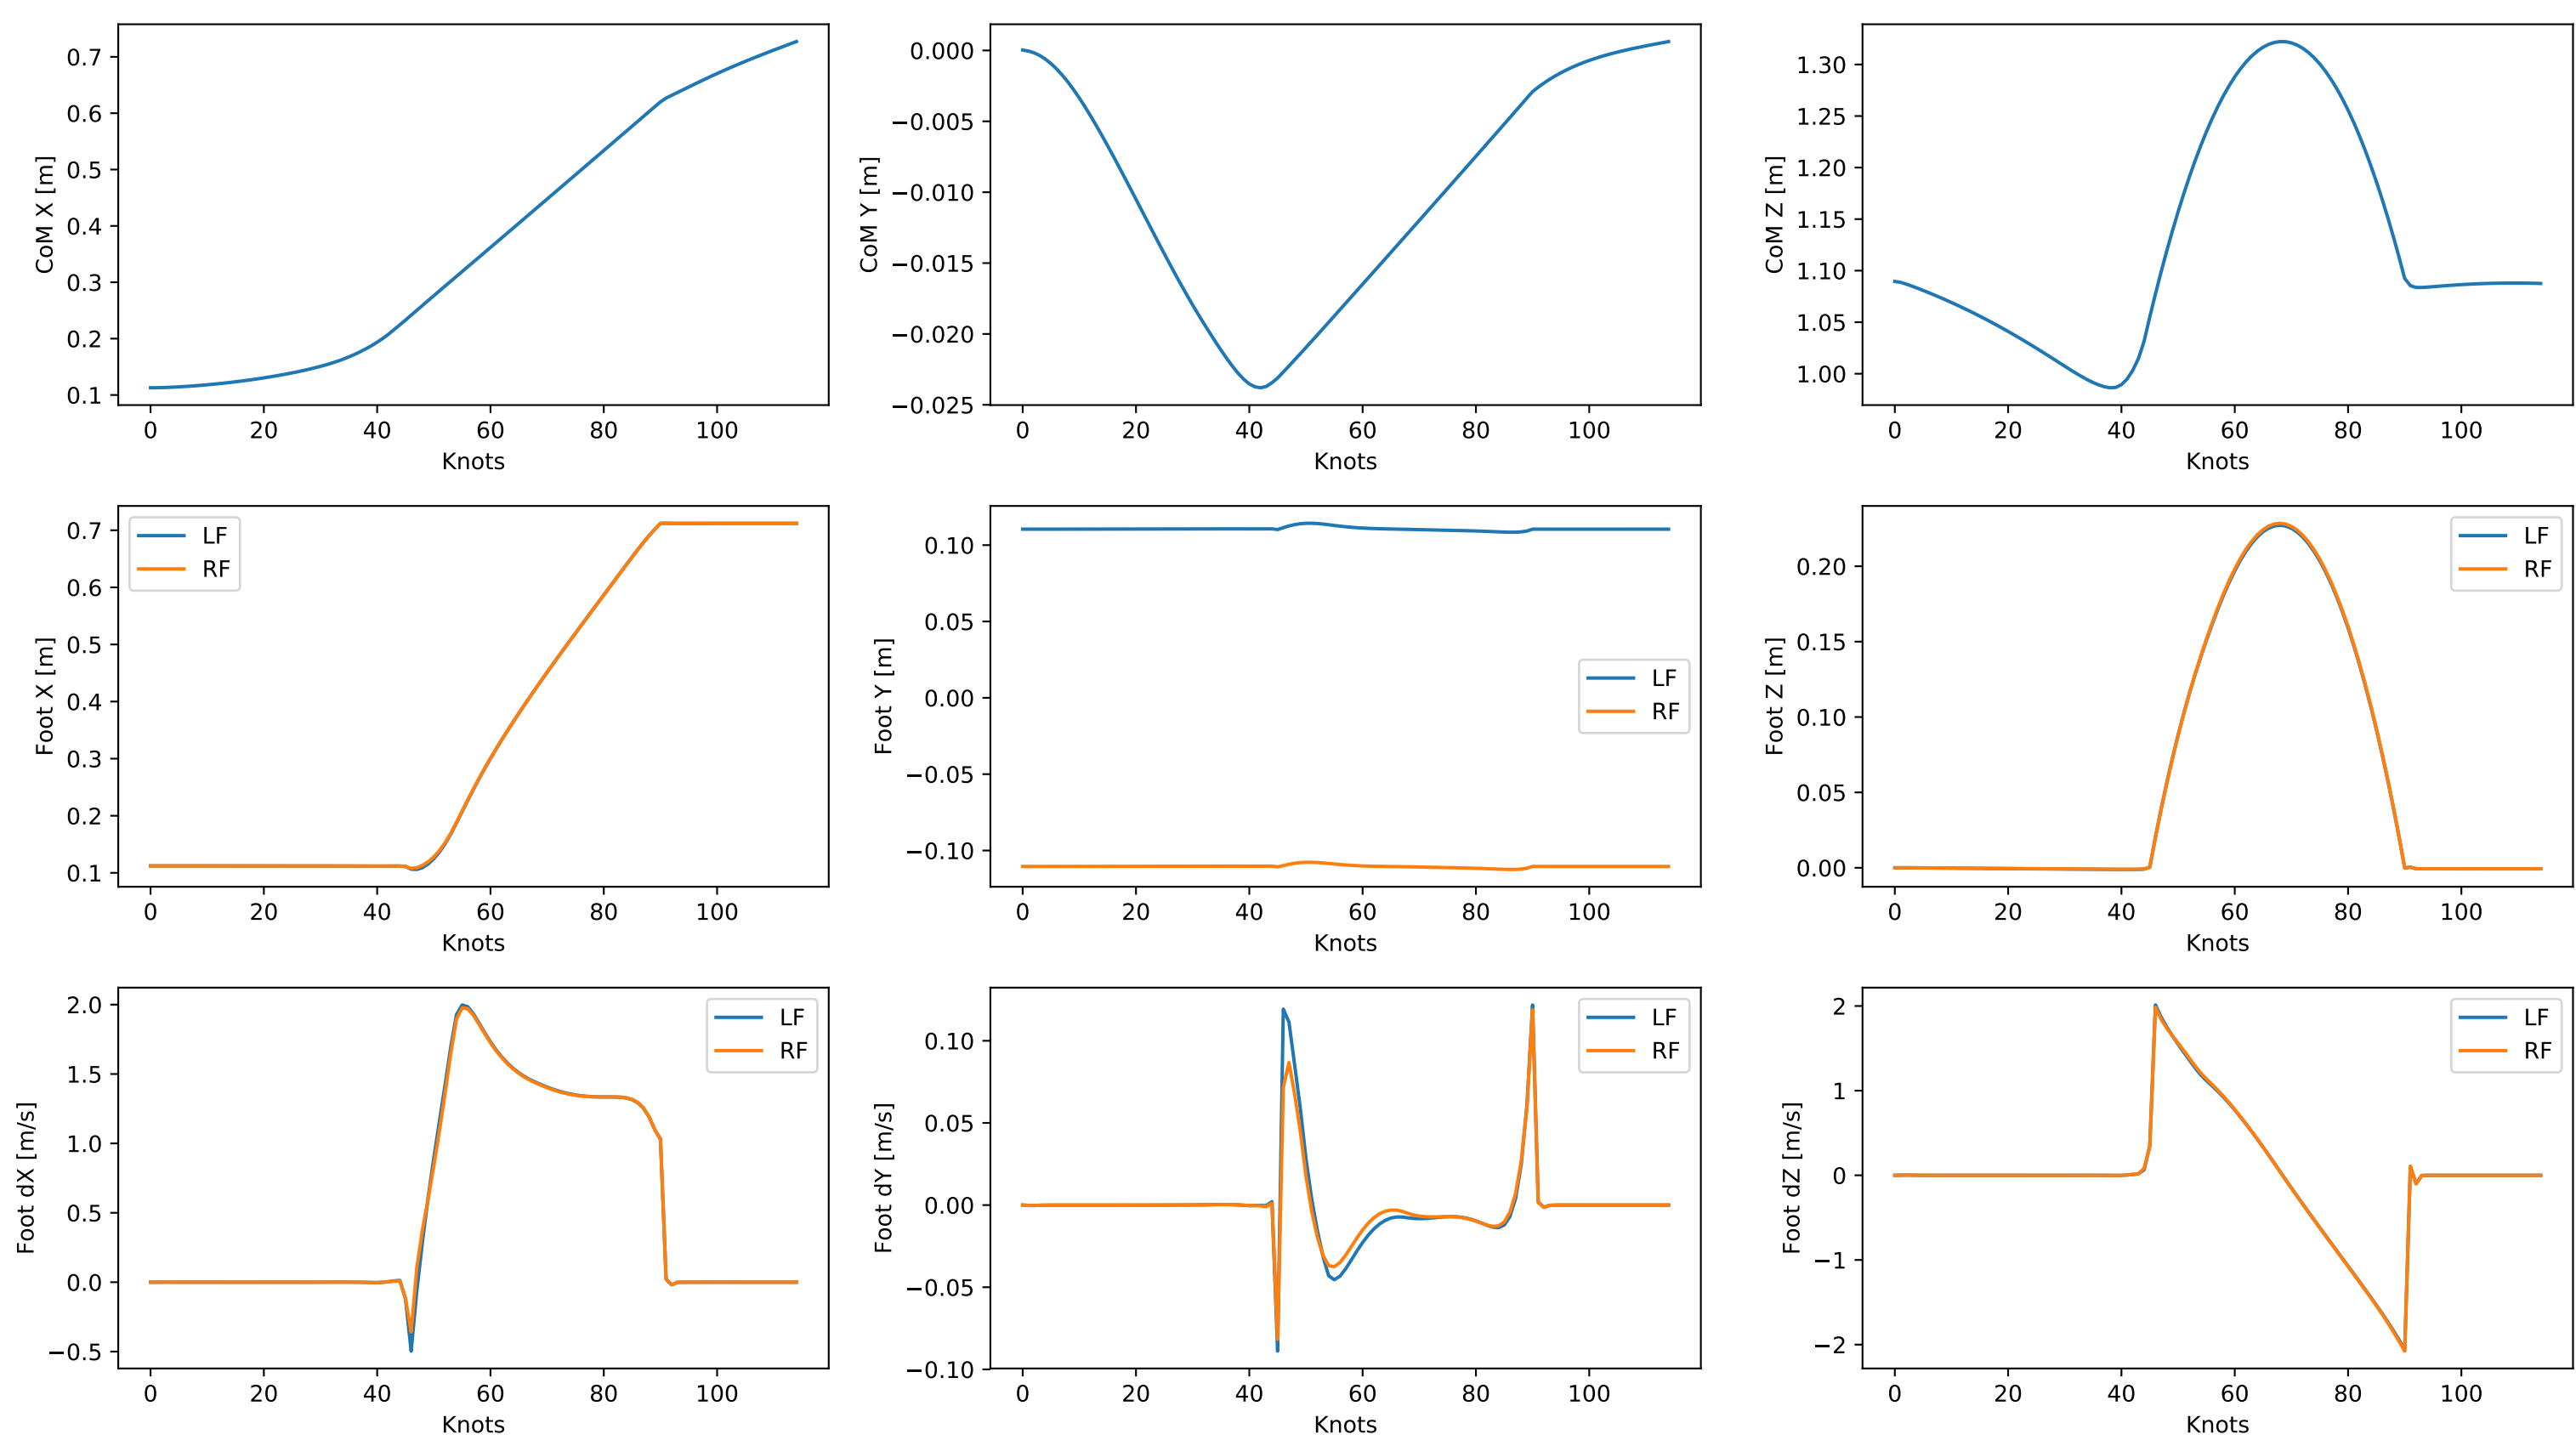 CoM X [m]
0.7
0.6
0.5
0.4
0.3
0.2
0.1
0 20 40 60 80 100
Knots
CoM Y [m]
0.000
−0.005
−0.010
−0.015
−0.020
−0.025
0 20 40 60 80 100
Knots
CoM Z [m]
1.30
1.25
1.20
1.15
1.10
1.05
1.00
0 20 40 60 80 100
Knots
Foot X [m]
0.7
0.6
0.5
0.4
0.3
0.2
0.1
LF
RF
0 20 40 60 80 100
Knots
Foot Y [m]
0.10
0.05
0.00
−0.05
−0.10
LF
RF
0 20 40 60 80 100
Knots
Foot Z [m]
0.20
0.15
0.10
0.05
0.00
LF
RF
0 20 40 60 80 100
Knots
Foot dX [m/s]
2.0
1.5
1.0
0.5
0.0
−0.5
LF
RF
0 20 40 60 80 100
Knots
Foot dY [m/s]
0.10
0.05
0.00
−0.05
−0.10
LF
RF
0 20 40 60 80 100
Knots
Foot dZ [m/s]
2
1
0
−1
−2
LF
RF
0 20 40 60 80 100
Knots